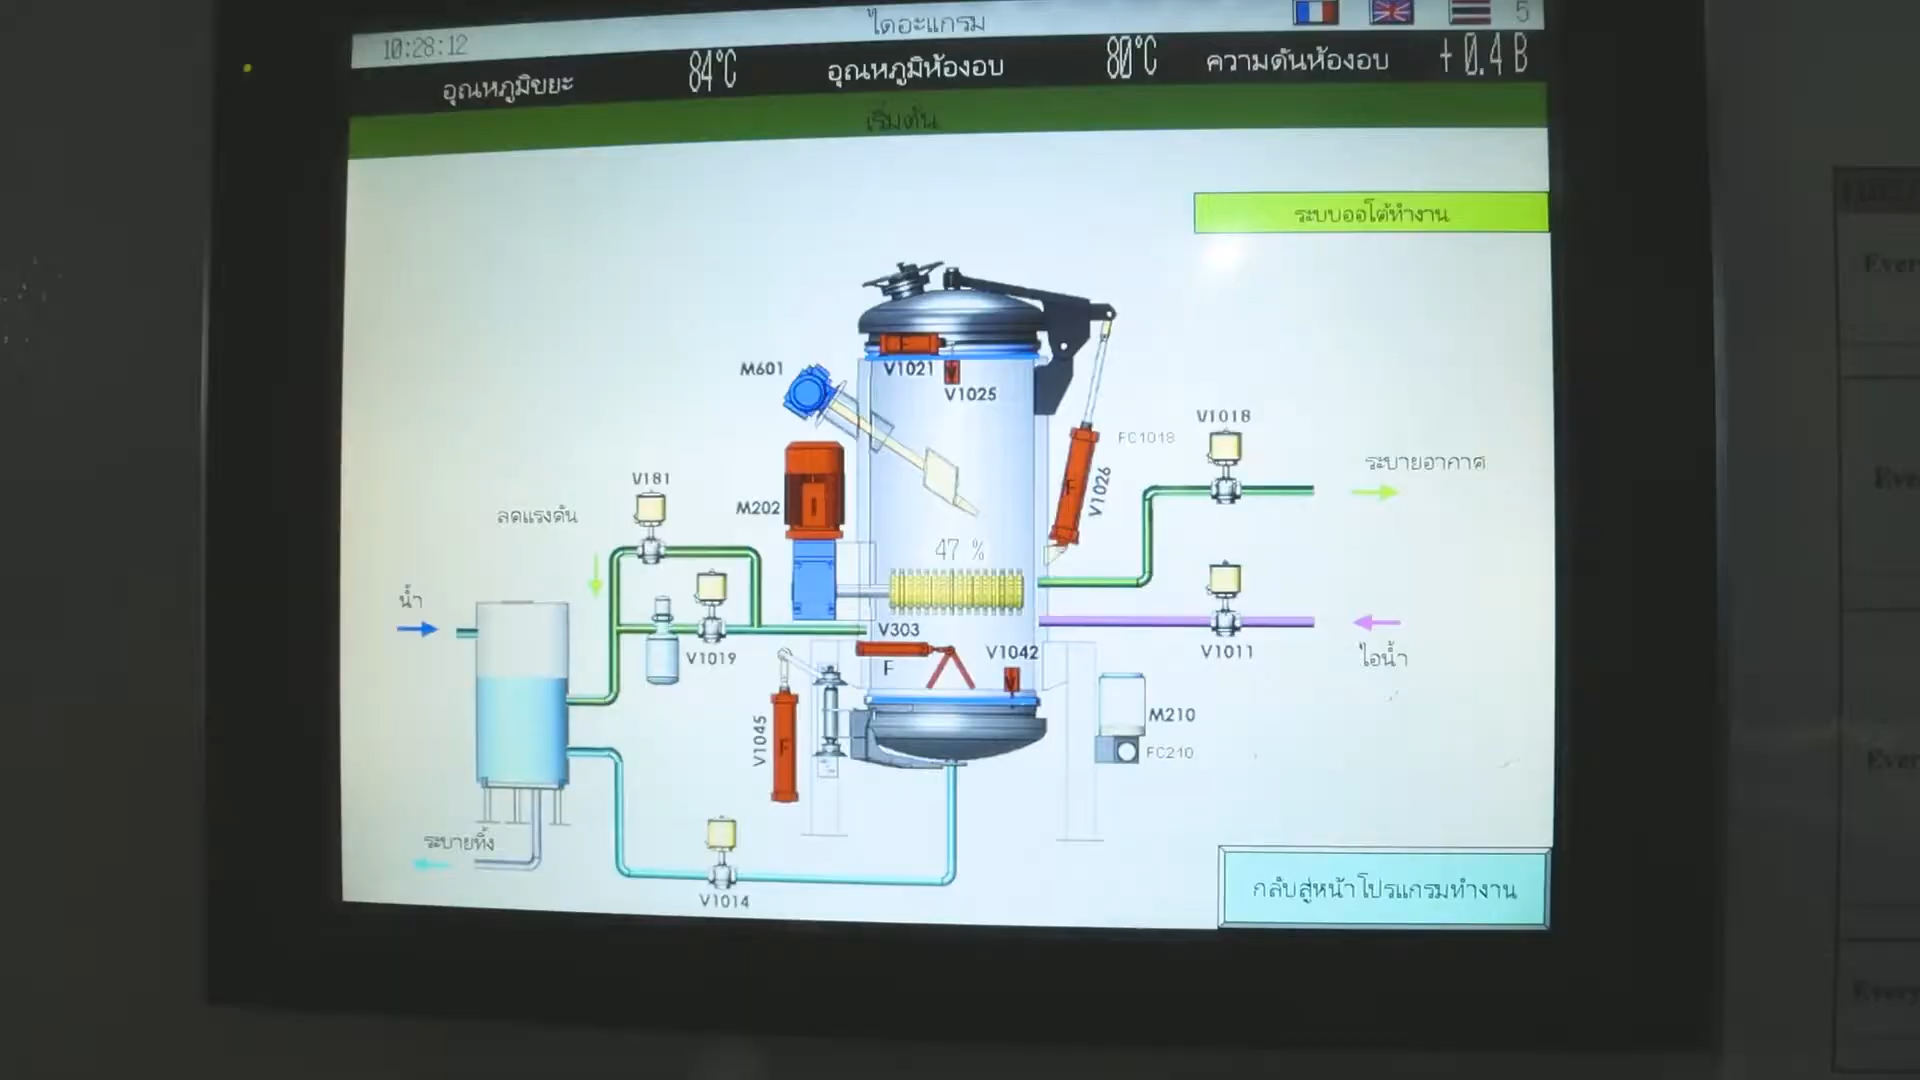 ไดอะแกรม
5
10:28:12
อุณหภูมิขยะ 84°C อุณหภูมิห้องอบ 80°C ความดันห้องอบ + 0.4 B
เริ่มต้น
ระบบออโต้ทำงาน
V1021
V1025
M601
FC1018
V1018
ระบายอากาศ
V1026
F
V181
ลดแรงดัน
M202
I
47 %
น้ำ
V303
F
V1019
V1042
V1011
ไอน้ำ
V1045
F
M210
FC210
ระบายทิ้ง
V1014
กลับสู่หน้าโปรแกรมทำงาน
Ever
Eve
Ever
Every